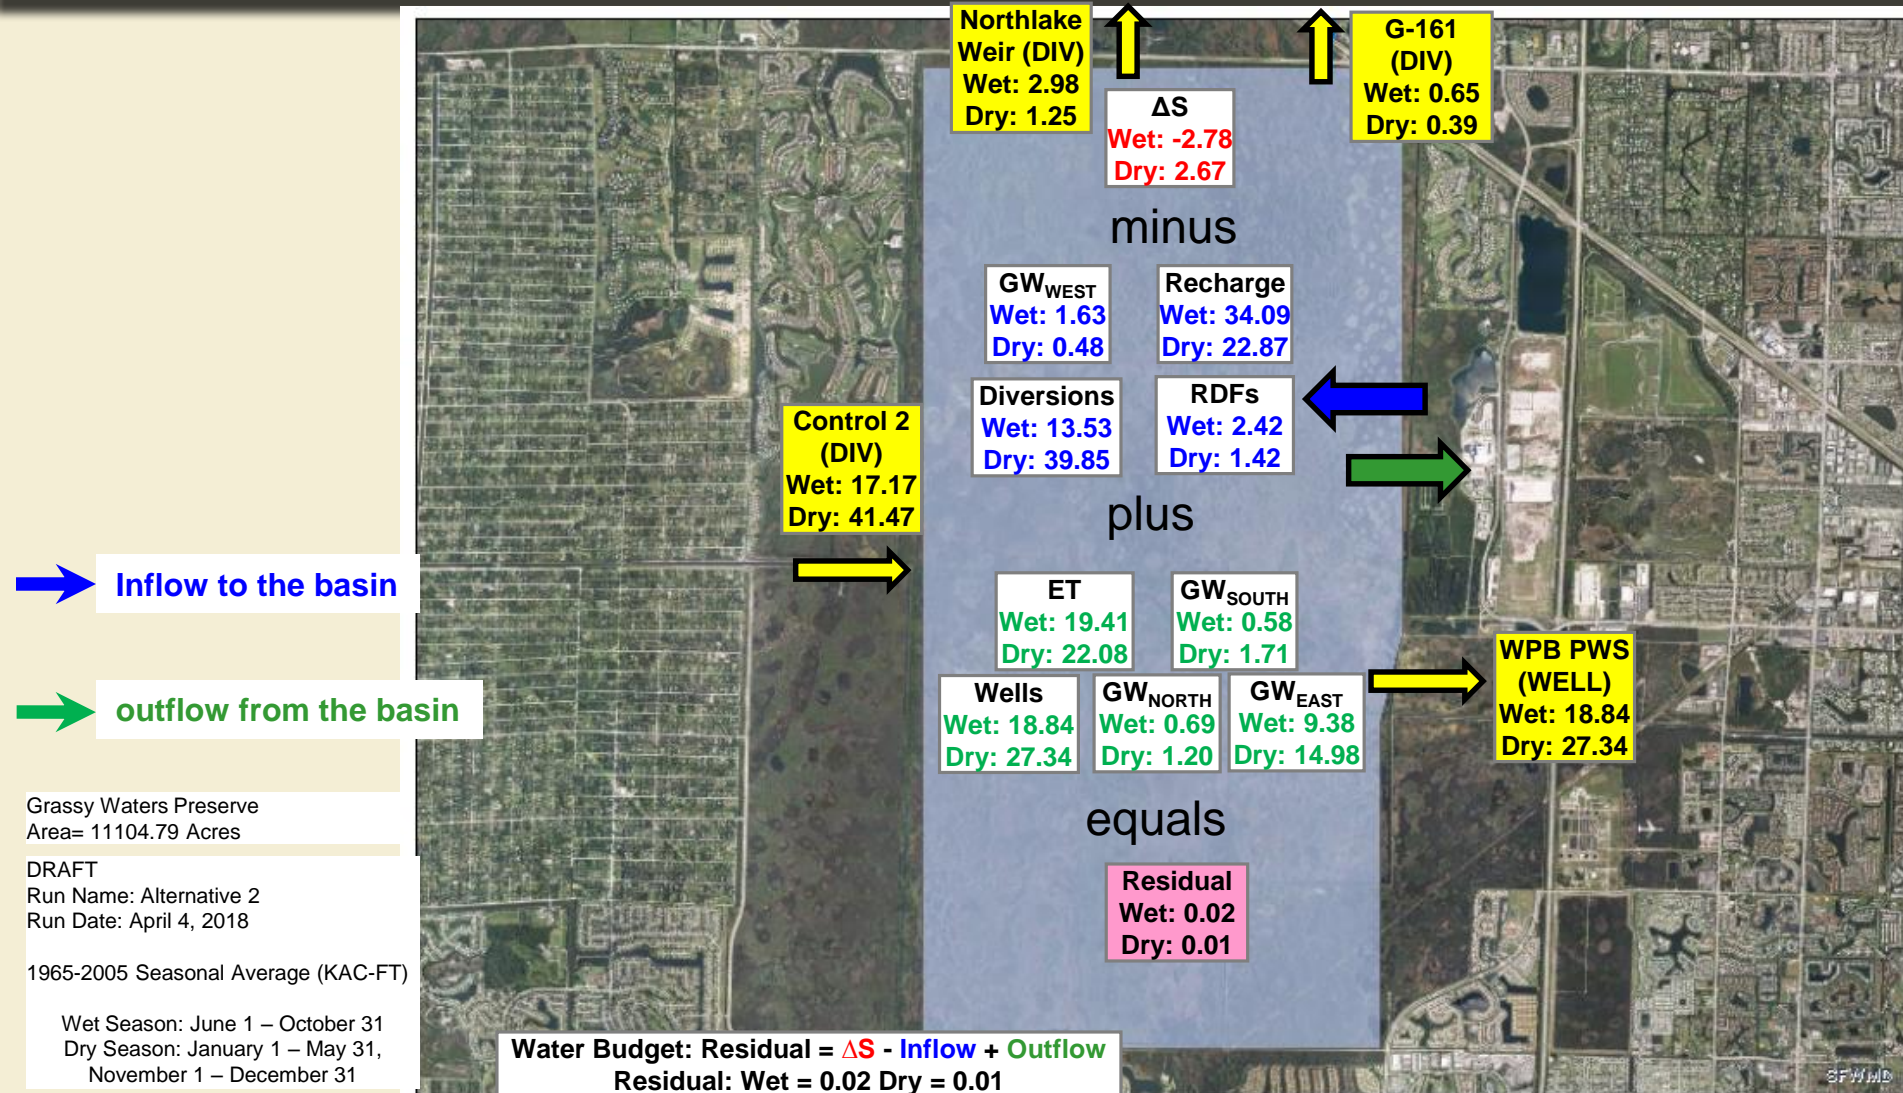 Northlake
Weir (DIV)
Wet: 2.98
Dry: 1.25
G-161
(DIV)
Wet: 0.65
Dry: 0.39
ΔS
Wet: -2.78
Dry: 2.67
minus
GWWEST
Wet: 1.63
Dry: 0.48
Recharge
Wet: 34.09
Dry: 22.87
Diversions
Wet: 13.53
Dry: 39.85
RDFs
Wet: 2.42
Dry: 1.42
Control 2
(DIV)
Wet: 17.17
Dry: 41.47
plus
ET
Wet: 19.41
Dry: 22.08
GWSOUTH
Wet: 0.58
Dry: 1.71
Wells
Wet: 18.84
Dry: 27.34
GWNORTH
Wet: 0.69
Dry: 1.20
GWEAST
Wet: 9.38
Dry: 14.98
WPB PWS
(WELL)
Wet: 18.84
Dry: 27.34
equals
Residual
Wet: 0.02
Dry: 0.01
Inflow to the basin
outflow from the basin
Grassy Waters Preserve
Area= 11104.79 Acres
DRAFT
Run Name: Alternative 2
Run Date: April 4, 2018
1965-2005 Seasonal Average (KAC-FT)
Wet Season: June 1 – October 31
Dry Season: January 1 – May 31,
November 1 – December 31
Water Budget: Residual = ΔS - Inflow + Outflow
Residual: Wet = 0.02 Dry = 0.01
SFWMD